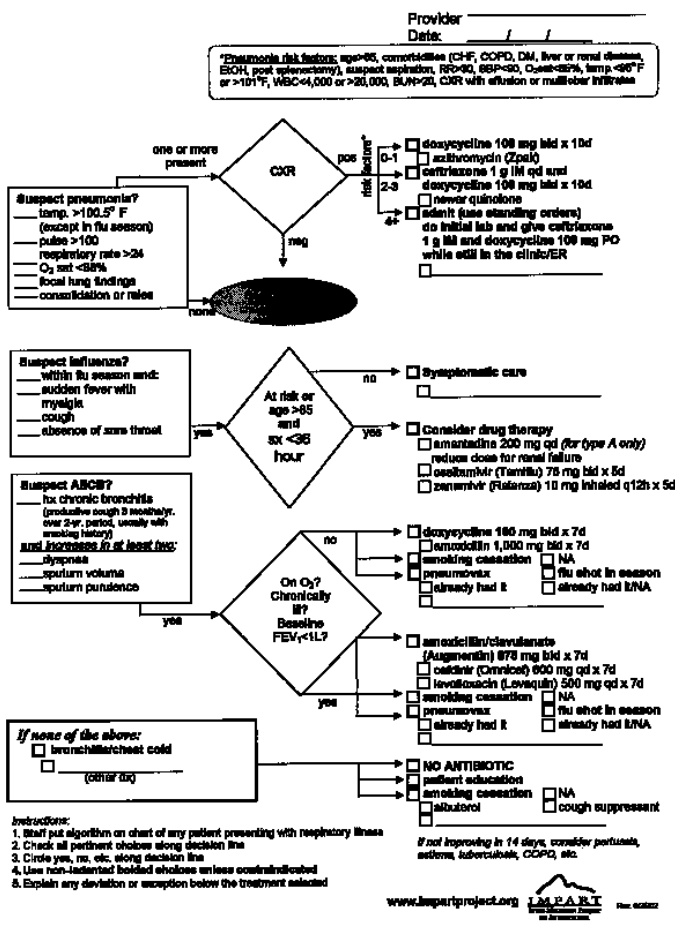 Provider
Date: / / /
*Pneumonia risk factors: age>65, comorbidities (CHF, COPD, DM, liver or renal disease,
EtOH, post splenectomy), suspect aspiration, RR>30, SBP<90, O₂sat<85%, temp.<95° F
or >101°F, WBC<4,000 or >20,000, BUN>20, CXR with effusion or multilobar infiltrates
one or more
present
CXR
pos
neg
none
risk factors*
0-1
2-3
4+
doxycycline 100 mg bid x 10d
azithromycin (Zpak)
ceftriaxone 1 g IM qd and
doxycycline 100 mg bid x 10d
newer quinolone
admit (use standing orders)
do initial lab and give ceftriaxone
1 g IM and doxycycline 100 mg PO
while still in the clinic/ER
Suspect pneumonia?
temp. >100.5° F
(except in flu season)
pulse >100
respiratory rate >24
O₂ sat <88%
focal lung findings
consolidation or rales
Suspect influenza?
within flu season and:
sudden fever with
myalgia
cough
absence of sore throat
yes
At risk or
age >65
and
sx <36
hour
no
yes
Symptomatic care
Consider drug therapy
amantadine 200 mg qd (for type A only)
reduce dose for renal failure
oseltamivir (Tamiflu) 75 mg bid x 5d
zanamivir (Relenza) 10 mg inhaled q12h x 5d
Suspect AECB?
hx chronic bronchitis
(productive cough 3 months/yr.
over 2-yr. period, usually with
smoking history)
and increases in at least two:
dyspnea
sputum volume
sputum purulence
yes
On O₂?
Chronically
ill?
Baseline
FEV₁<1L?
no
yes
doxycycline 100 mg bid x 7d
amoxicillin 1,000 mg bid x 7d
smoking cessation NA
pneumovax flu shot in season
already had it already had it/NA
amoxicillin/clavulanate
(Augmentin) 875 mg bid x 7d
cefdinir (Omnicef) 600 mg qd x 7d
levofloxacin (Levaquin) 500 mg qd x 7d
smoking cessation NA
pneumovax flu shot in season
already had it already had it/NA
If none of the above:
bronchitis/chest cold
(other dx)
NO ANTIBIOTIC
patient education
smoking cessation NA
albuterol cough suppressant
If not improving in 14 days, consider pertussis,
asthma, tuberculosis, COPD, etc.
Instructions:
1. Staff put algorithm on chart of any patient presenting with respiratory illness
2. Check all pertinent choices along decision line
3. Circle yes, no, etc. along decision line
4. Use non-indented bolded choices unless contraindicated
5. Explain any deviation or exception below the treatment selected
www.impartproject.org
IMPART